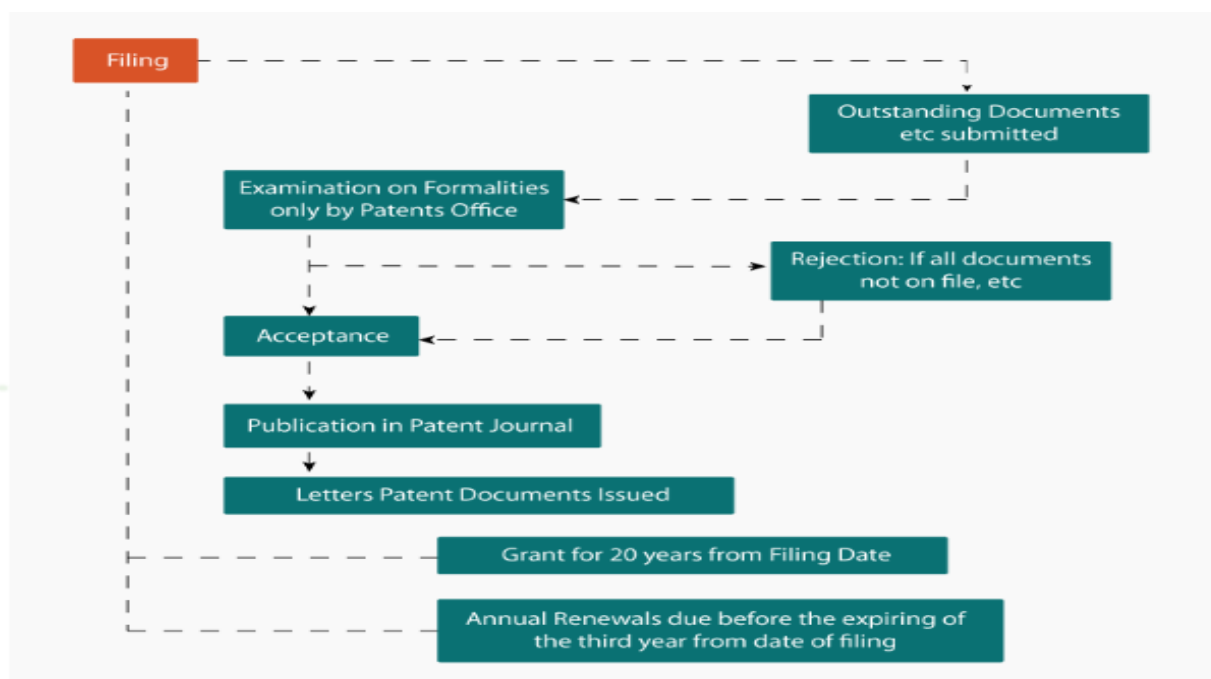 Filing
Outstanding Documents
etc submitted
Examination on Formalities
only by Patents Office
Rejection: If all documents
not on file, etc
Acceptance
Publication in Patent Journal
Letters Patent Documents Issued
Grant for 20 years from Filing Date
Annual Renewals due before the expiring of
the third year from date of filing